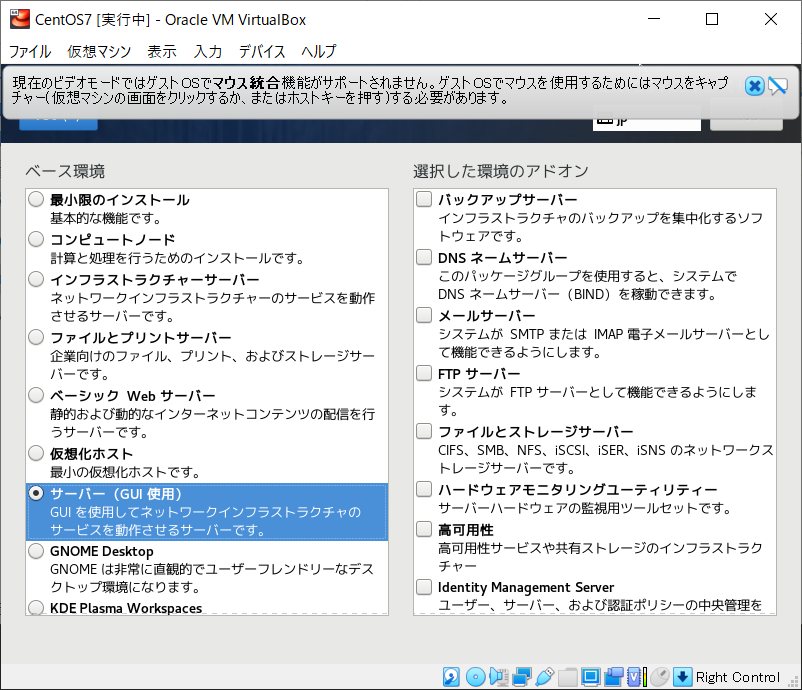 CentOS7 [実行中] - Oracle VM VirtualBox
ファイル 仮想マシン 表示 入力 デバイス ヘルプ
現在のビデオモードではゲストOSでマウス統合機能がサポートされません。ゲストOSでマウスを使用するためにはマウスをキャプ
チャー(仮想マシンの画面をクリックするか、またはホストキーを押す)する必要があります。
jp
ベース環境
最小限のインストール
基本的な機能です。
コンピュートノード
計算と処理を行うためのインストールです。
インフラストラクチャーサーバー
ネットワークインフラストラクチャーのサービスを動作
させるサーバーです。
ファイルとプリントサーバー
企業向けのファイル、プリント、およびストレージサー
バーです。
ベーシック Web サーバー
静的および動的なインターネットコンテンツの配信を行
うサーバーです。
仮想化ホスト
最小の仮想化ホストです。
サーバー（GUI 使用）
GUI を使用してネットワークインフラストラクチャの
サービスを動作させるサーバーです。
GNOME Desktop
GNOME は非常に直観的でユーザーフレンドリーなデス
クトップ環境になります。
KDE Plasma Workspaces
選択した環境のアドオン
バックアップサーバー
インフラストラクチャのバックアップを集中化するソフ
トウェアです。
DNS ネームサーバー
このパッケージグループを使用すると、システムで
DNS ネームサーバー（BIND）を稼動できます。
メールサーバー
システムが SMTP または IMAP 電子メールサーバーとし
て機能できるようにします。
FTP サーバー
システムが FTP サーバーとして機能できるようにしま
す。
ファイルとストレージサーバー
CIFS、SMB、NFS、iSCSI、iSER、iSNS のネットワークス
トレージサーバーです。
ハードウェアモニタリングユーティリティー
サーバーハードウェアの監視用ツールセットです。
高可用性
高可用性サービスや共有ストレージのインフラストラク
チャー
Identity Management Server
ユーザー、サーバー、および認証ポリシーの中央管理を
Right Control